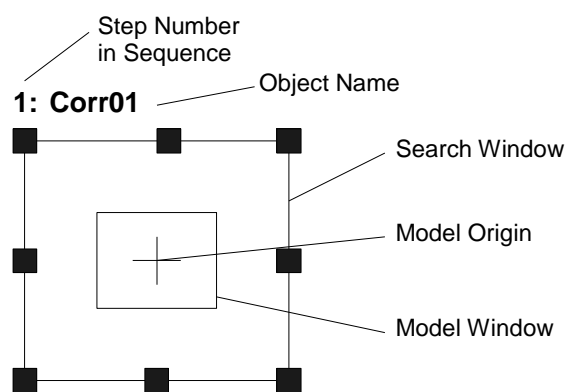 Step Number
in Sequence
Object Name
1: Corr01
Search Window
Model Origin
Model Window